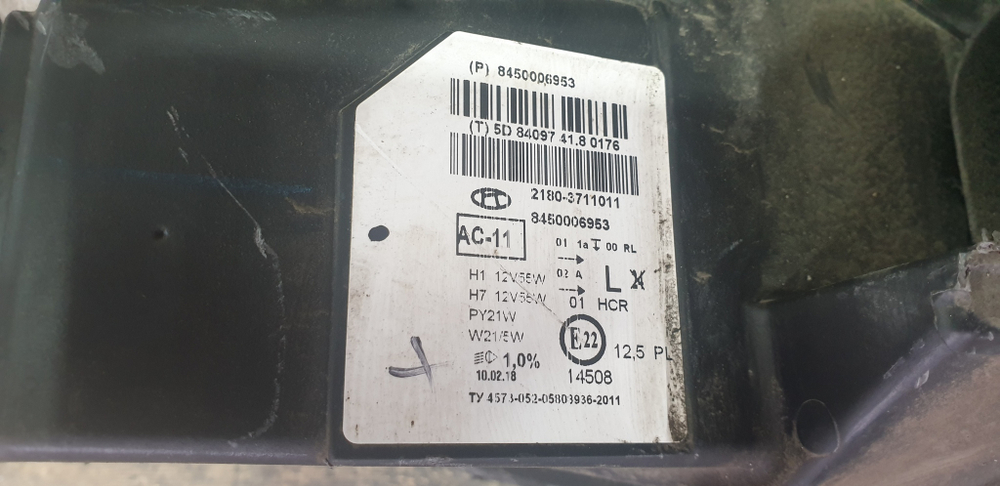 (P) 8450006953
(T) 5D 84097 41.8 0176
2180-3711011
8450006953
AC-11
01 1a 00 RL
02 A
L X
H1 12V55W
H7 12V55W
01 HCR
PY21W
W21/5W
E22
12,5 PL
1,0%
10.02.18
14508
ТУ 4573-052-05808936-2011